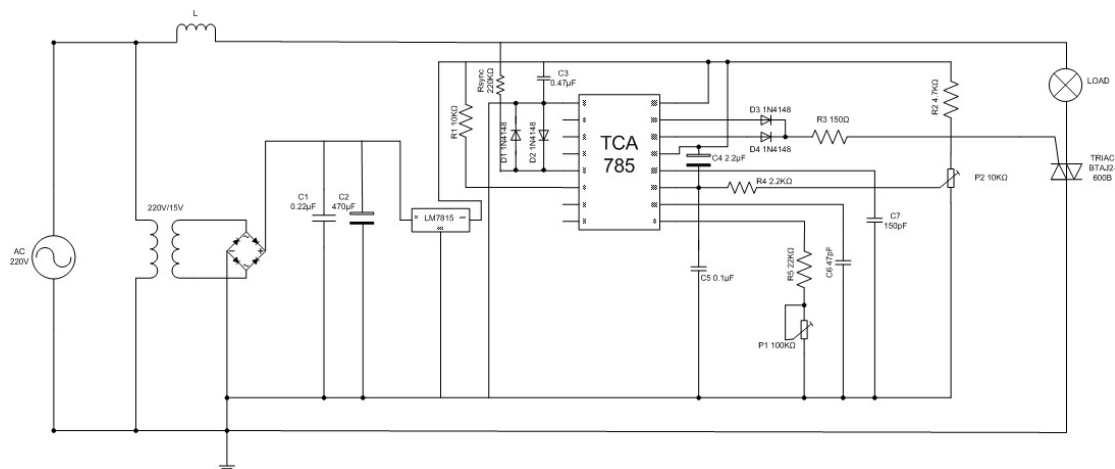 L
AC
220V
220V/15V
C1
0.22µF
C2
470µF
LM7815
R1 10KΩ
Rsync
220KΩ
C3
0.47µF
D1 1N4148
D2 1N4148
TCA
785
D3 1N4148
D4 1N4148
R3 150Ω
C4 2.2µF
R4 2.2KΩ
C5 0.1µF
R5 22KΩ
P1 100KΩ
C6 47pF
C7
150pF
R2 4.7KΩ
P2 10KΩ
LOAD
TRIAC
BTAJ24-
600B